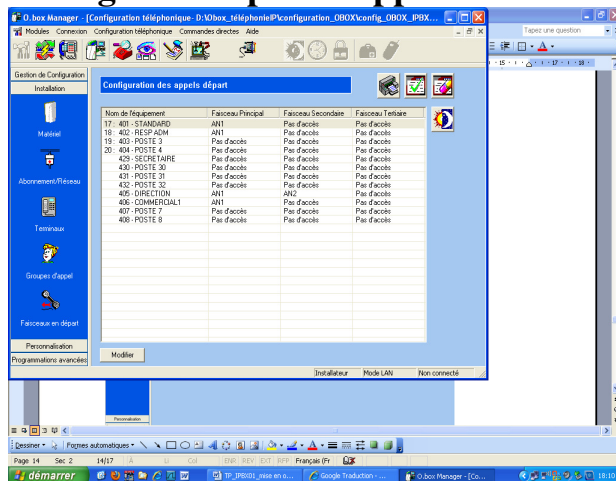 O.box Manager - [Configuration téléphonique- D:\Obox_téléphonieIP\configuration_OBOX\config_OBOX_IPBX...
Modules Connexion Configuration téléphonique Commandes directes Aide
Tapez une question
Gestion de Configuration
Installation
Configuration des appels départ
Matériel
Abonnement/Réseau
Terminaux
Groupes d'appel
Faisceaux en départ
Personnalisation
Programmations avancées
Nom de l'équipement Faisceau Principal Faisceau Secondaire Faisceau Tertiaire
17 : 401 - STANDARD AN1 Pas d'accès Pas d'accès
18 : 402 - RESP ADM AN1 Pas d'accès Pas d'accès
19 : 403 - POSTE 3 Pas d'accès Pas d'accès Pas d'accès
20 : 404 - POSTE 4 Pas d'accès Pas d'accès Pas d'accès
429 - SECRETAIRE Pas d'accès Pas d'accès Pas d'accès
430 - POSTE 30 Pas d'accès Pas d'accès Pas d'accès
431 - POSTE 31 Pas d'accès Pas d'accès Pas d'accès
432 - POSTE 32 Pas d'accès Pas d'accès Pas d'accès
405 - DIRECTION AN1 AN2 Pas d'accès
406 - COMMERCIAL1 AN1 Pas d'accès Pas d'accès
407 - POSTE 7 Pas d'accès Pas d'accès Pas d'accès
408 - POSTE 8 Pas d'accès Pas d'accès Pas d'accès
Modifier
Installateur Mode LAN Non connecté
Personnalisation
Dessiner Formes automatiques
Page 14 Sec 2 14/17 À Li Col ENR REV EXT RFP Français (Fr
démarrer TP_IPBX01_mise en o... Google Traduction - ... O.box Manager - [Co... 18:10